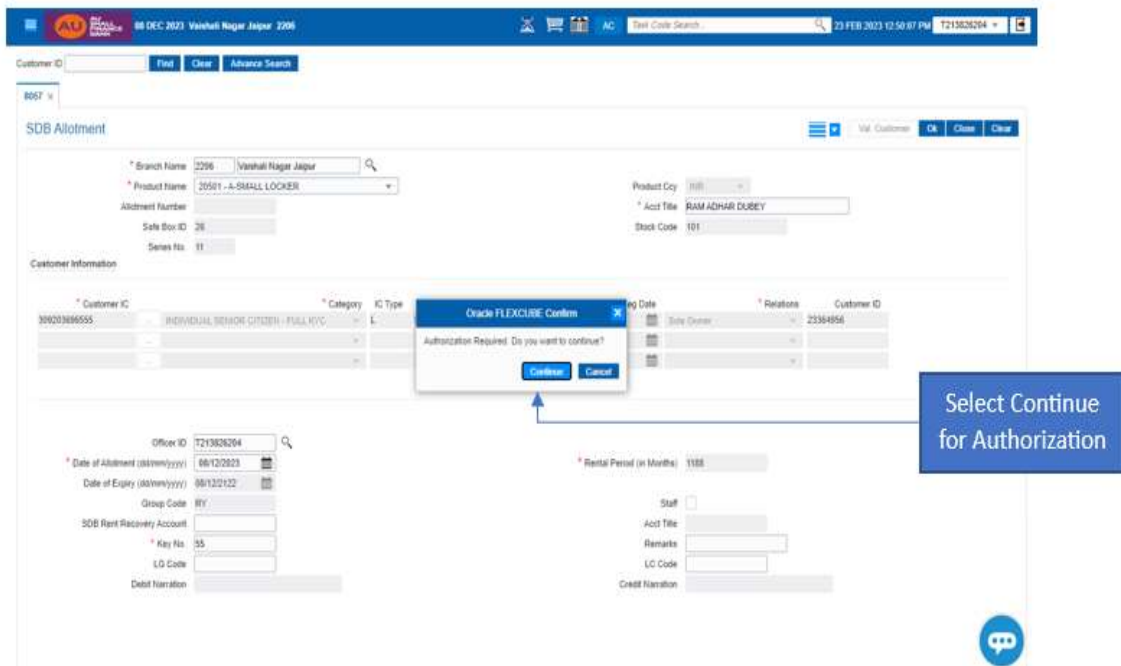 AU SMALL FINANCE BANK 08 DEC 2023 Vaishali Nagar Jaipur 2206 AC Task Code Search... 23 FEB 2023 12:50:07 PM T213826204
Customer ID Find Clear Advance Search
8057
SDB Allotment Val. Customer Ok Close Clear
* Branch Name 2206 Vaishali Nagar Jaipur
* Product Name 20501 - A-SMALL LOCKER Product Ccy INR
Allotment Number * Acct Title RAM ADHAR DUBEY
Safe Box ID 26 Stock Code 101
Series No. 11
Customer Information
* Customer IC * Category IC Type eg Date * Relations Customer ID
309203696555 ... INDIVIDUAL SENIOR CITIZEN - FULL KYC L Sole Owner 23364956
Oracle FLEXCUBE Confirm
Authorization Required. Do you want to continue?
Continue Cancel
Select Continue
for Authorization
Officer ID T213826204
* Date of Allotment (dd/mm/yyyy) 08/12/2023 * Rental Period (in Months) 1188
Date of Expiry (dd/mm/yyyy) 08/12/2122
Group Code IRY Staff
SDB Rent Recovery Account Acct Title
* Key No. 55 Remarks
LG Code LC Code
Debit Narration Credit Narration